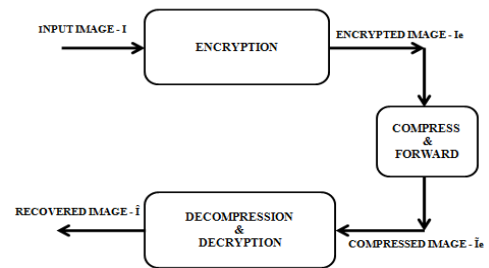 INPUT IMAGE - I
ENCRYPTION
ENCRYPTED IMAGE - Ie
COMPRESS
&
FORWARD
COMPRESSED IMAGE - Ĩe
DECOMPRESSION
&
DECRYPTION
RECOVERED IMAGE - Ĩ